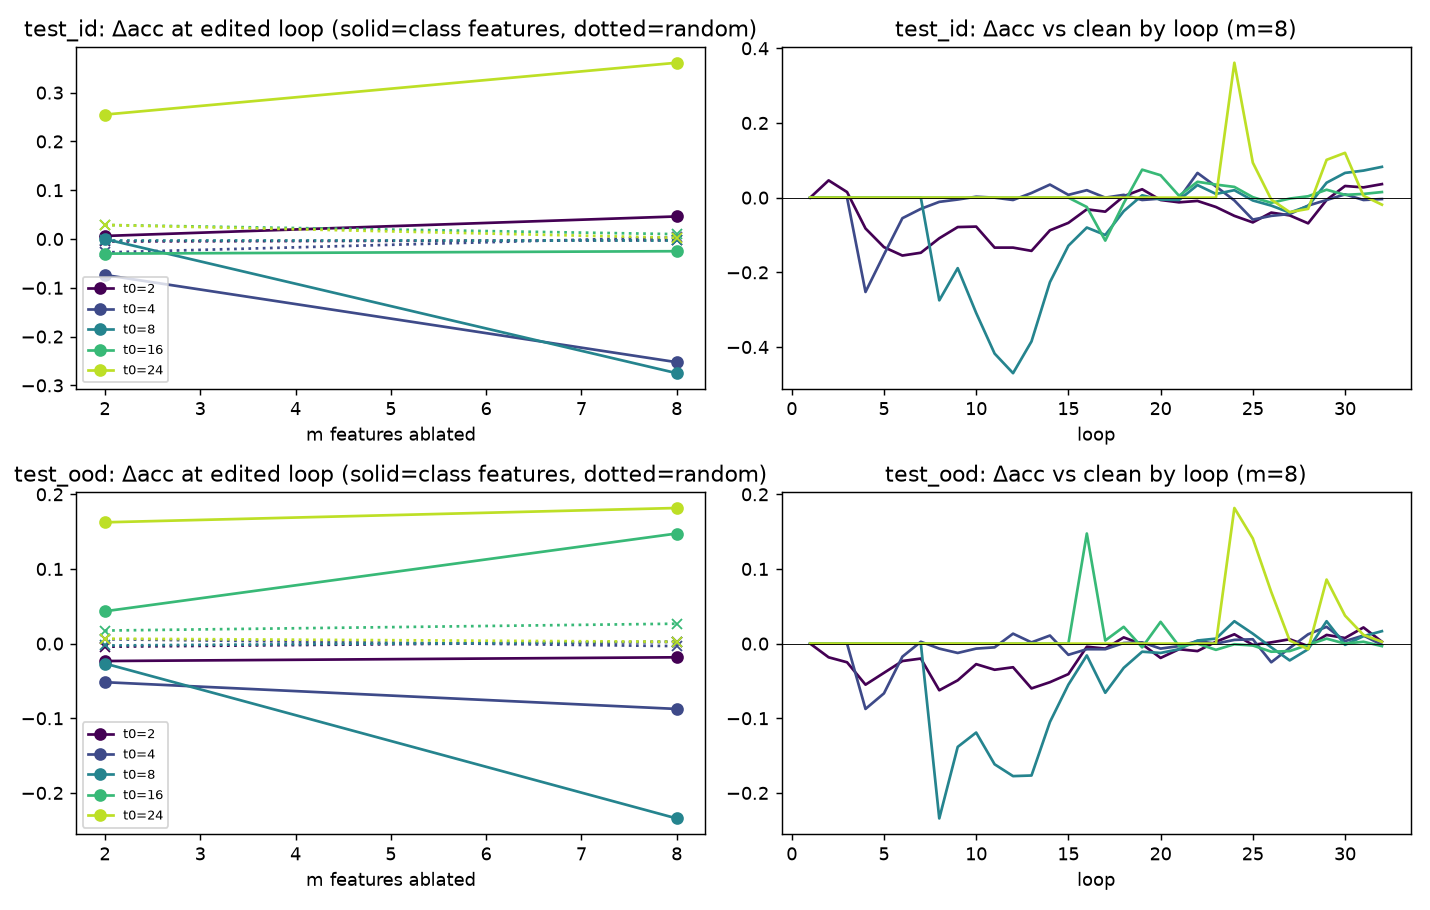 test_id: Δacc at edited loop (solid=class features, dotted=random)
0.3
0.2
0.1
0.0
−0.1
−0.2
−0.3
t0=2
t0=4
t0=8
t0=16
t0=24
2
3
4
5
6
7
8
m features ablated
test_id: Δacc vs clean by loop (m=8)
0.4
0.2
0.0
−0.2
−0.4
0
5
10
15
20
25
30
loop
test_ood: Δacc at edited loop (solid=class features, dotted=random)
0.2
0.1
0.0
−0.1
−0.2
t0=2
t0=4
t0=8
t0=16
t0=24
2
3
4
5
6
7
8
m features ablated
test_ood: Δacc vs clean by loop (m=8)
0.2
0.1
0.0
−0.1
−0.2
0
5
10
15
20
25
30
loop